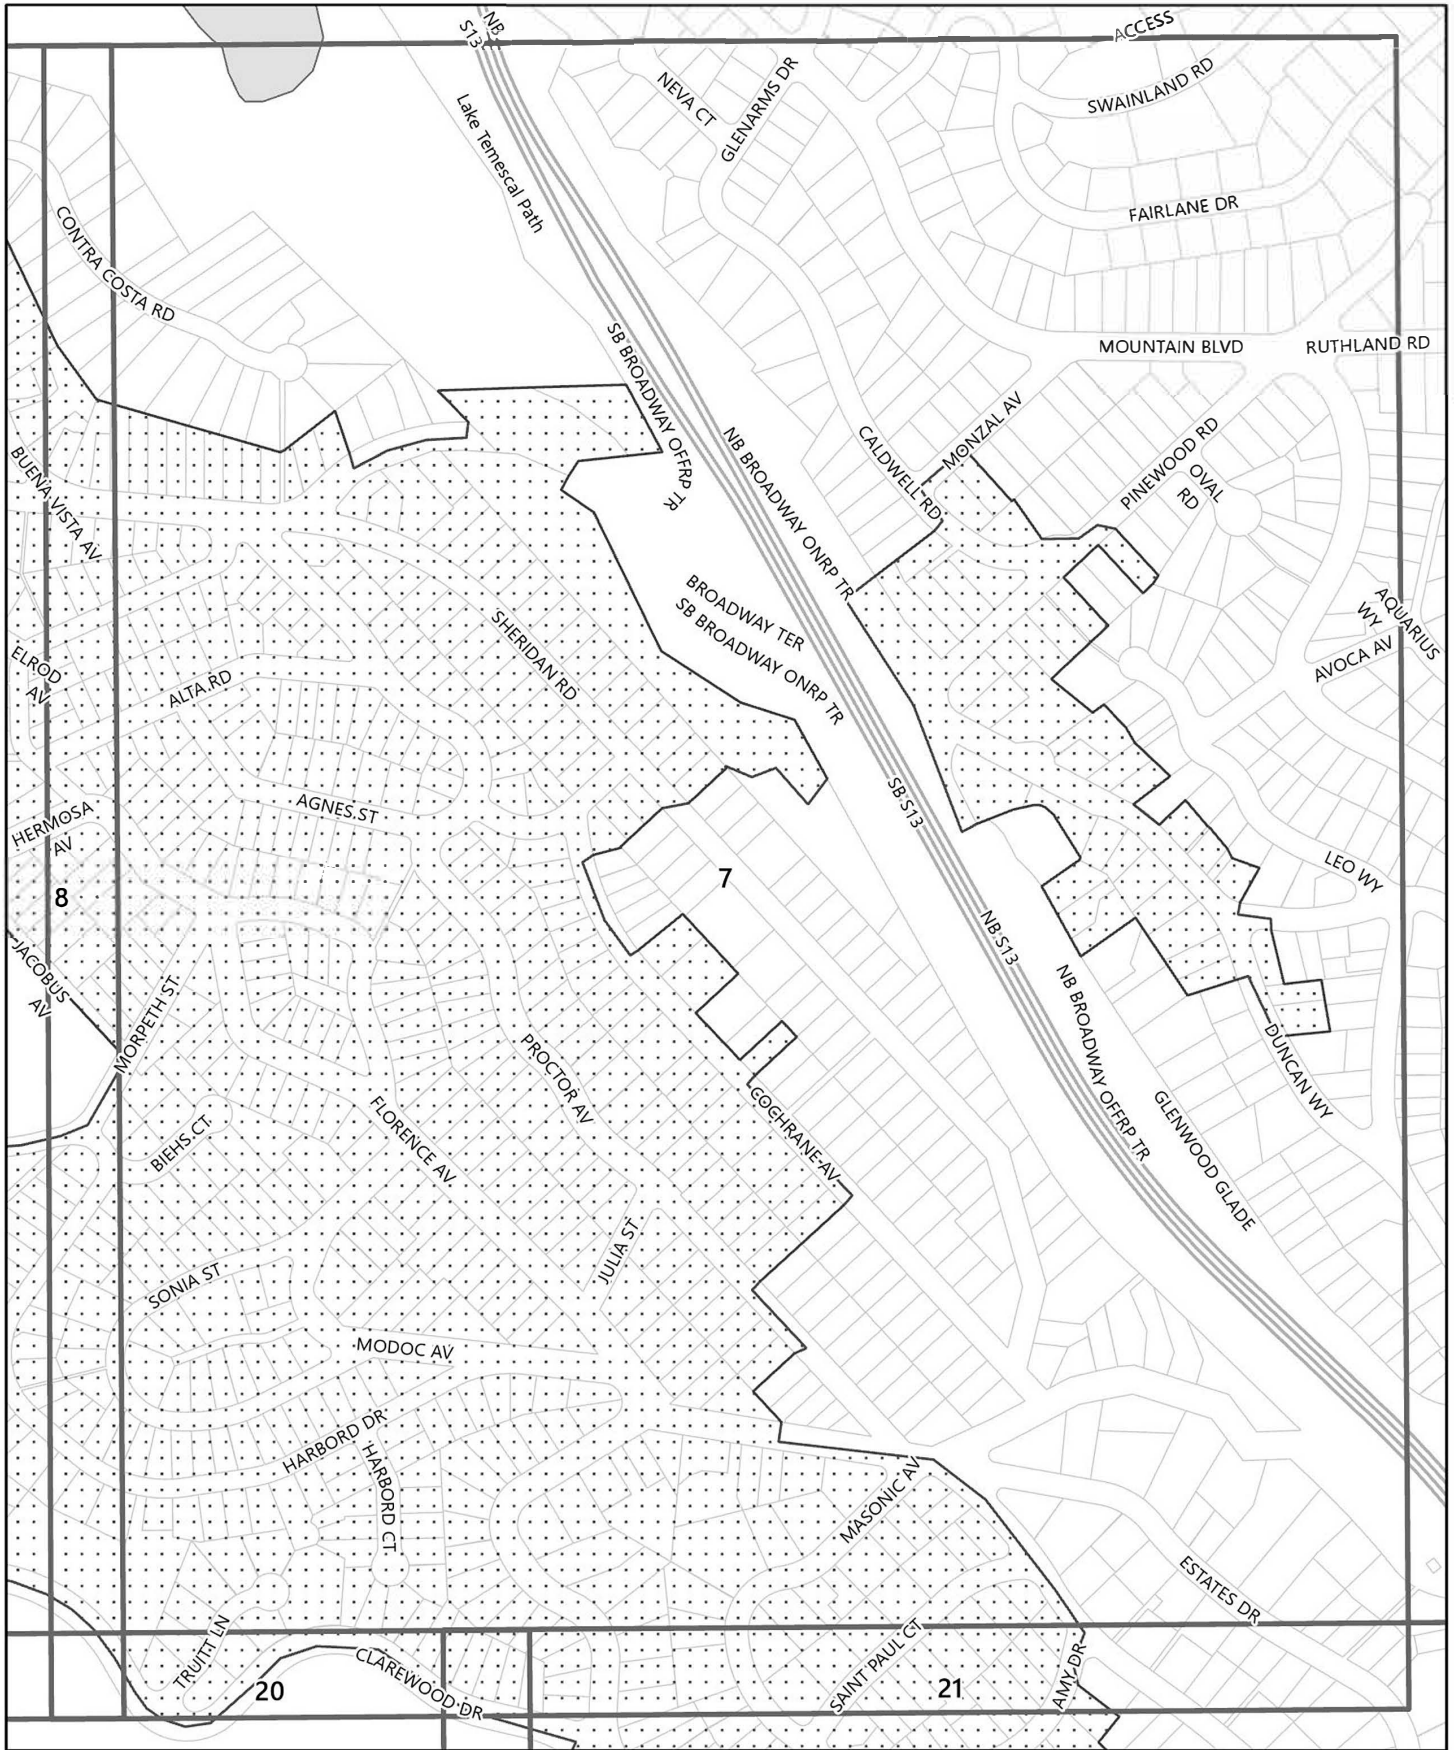 NB
S13
ACCESS
NEVA CT
GLENARMS DR
SWAINLAND RD
Lake Temescal Path
FAIRLANE DR
CONTRA COSTA RD
MOUNTAIN BLVD
RUTHLAND RD
SB BROADWAY OFFRP TR
NB BROADWAY ONRP TR
CALDWELL RD
MONZAL AV
PINEWOOD RD
OVAL
RD
BUENA VISTA AV
BROADWAY TER
SB BROADWAY ONRP TR
AQUARIUS
WY
AVOCA AV
SHERIDAN RD
ELROD
AV
ALTA RD
SB S13
AGNES ST
HERMOSA
AV
7
LEO WY
8
NB S13
JACOBUS
AV
MORPETH ST
NB BROADWAY OFFRP TR
DUNCAN WY
PROCTOR AV
COCHRANE AV
FLORENCE AV
BIEHS CT
GLENWOOD GLADE
JULIA ST
SONIA ST
MODOC AV
HARBORD DR
HARBORD CT
MASONIC AV
ESTATES DR
TRUITT LN
CLAREWOOD DR
SAINT PAUL CT
AMY DR
20
21